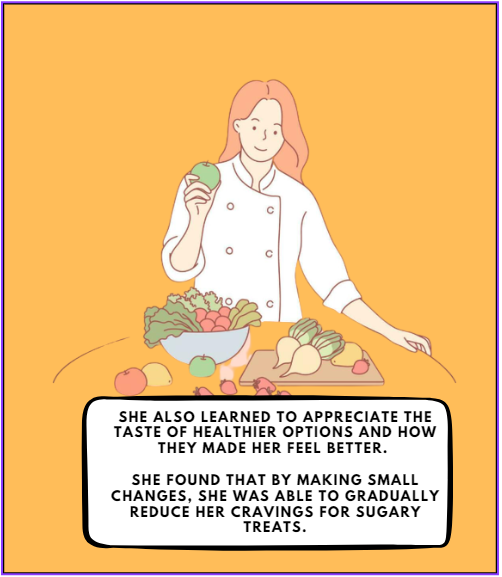 SHE ALSO LEARNED TO APPRECIATE THE
TASTE OF HEALTHIER OPTIONS AND HOW
THEY MADE HER FEEL BETTER.
SHE FOUND THAT BY MAKING SMALL
CHANGES, SHE WAS ABLE TO GRADUALLY
REDUCE HER CRAVINGS FOR SUGARY
TREATS.